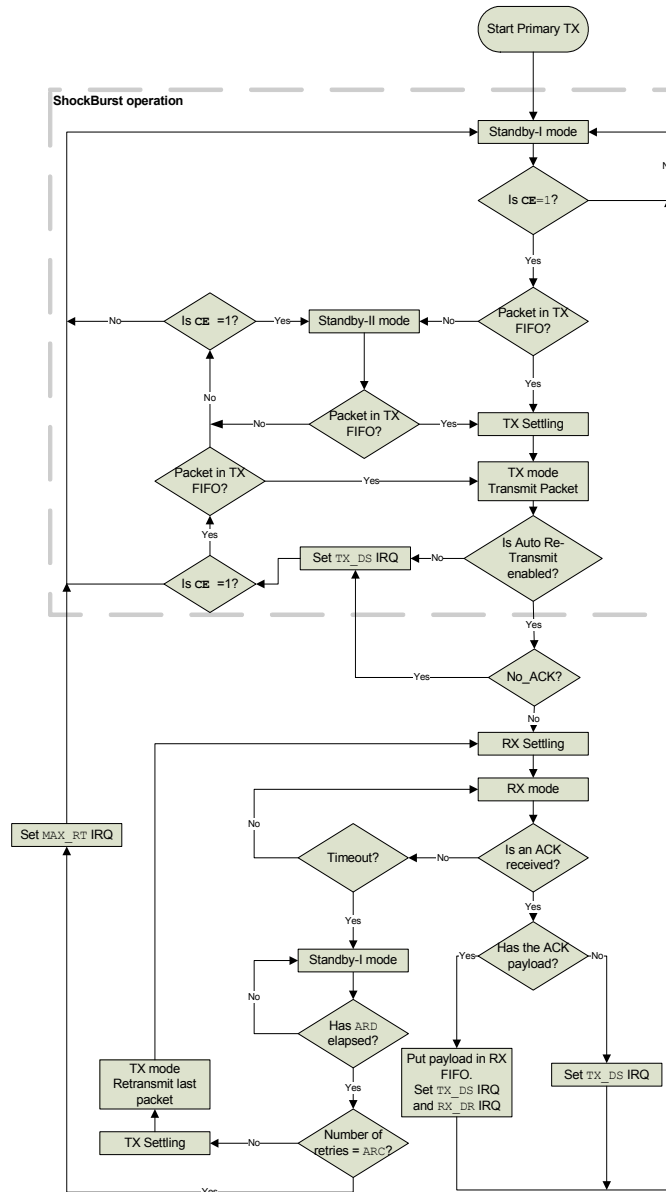 Start Primary TX
ShockBurst operation
Standby-I mode
N
Is CE=1?
Yes
Is CE =1?
No
Yes
Standby-II mode
No
Packet in TX
FIFO?
Yes
No
Packet in TX
FIFO?
No
Yes
TX Settling
Packet in TX
FIFO?
Yes
TX mode
Transmit Packet
Yes
Is CE =1?
Set TX_DS IRQ
No
Is Auto Re-
Transmit
enabled?
Yes
Yes
No_ACK?
No
RX Settling
RX mode
No
Set MAX_RT IRQ
Timeout?
No
Is an ACK
received?
Yes
Yes
Standby-I mode
Yes
Has the ACK
payload?
No
No
Has ARD
elapsed?
TX mode
Retransmit last
packet
Yes
Put payload in RX
FIFO.
Set TX_DS IRQ
and RX_DR IRQ
Set TX_DS IRQ
TX Settling
No
Number of
retries = ARC?
Yes